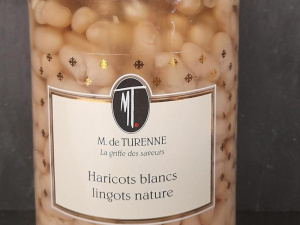 MT.
M. de TURENNE
La griffe des saveurs
Haricots blancs
lingots nature